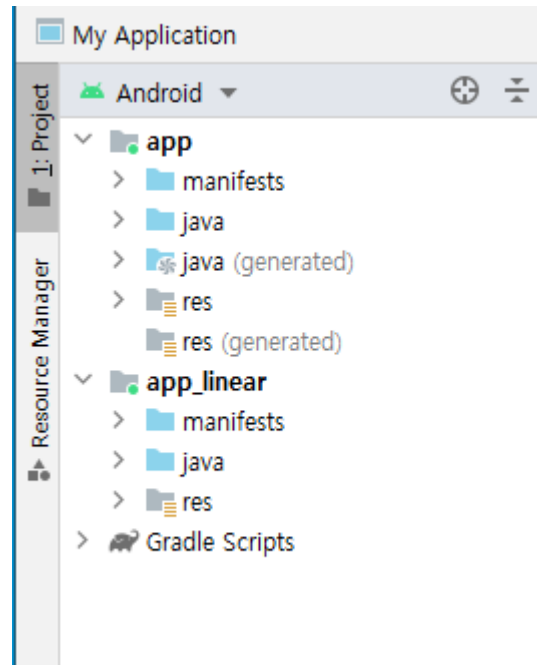 My Application
1: Project
Resource Manager
Android
app
manifests
java
java (generated)
res
res (generated)
app_linear
manifests
java
res
Gradle Scripts